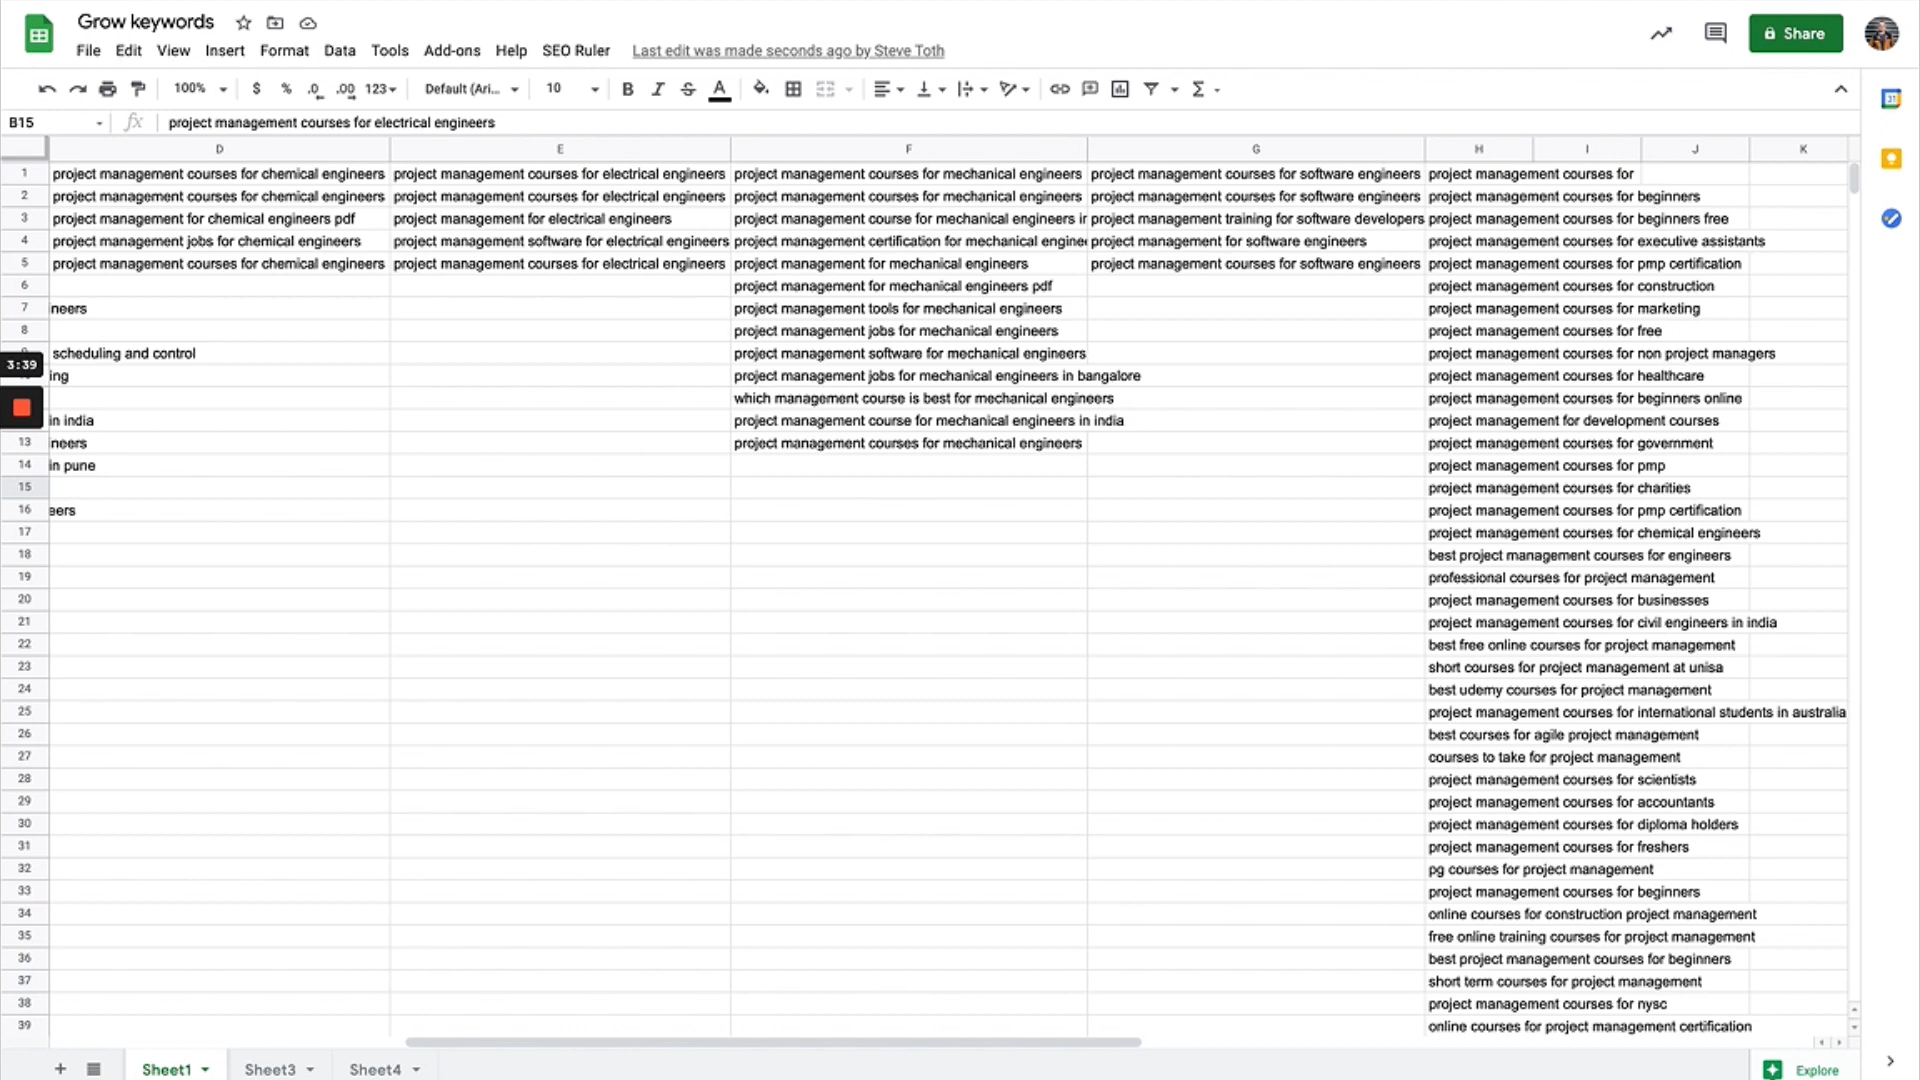 Grow keywords
File Edit View Insert Format Data Tools Add-ons Help SEO Ruler Last edit was made seconds ago by Steve Toth
Share
100% $ % .0 .00 123 Default (Ari... 10 B I S A Σ
31
B15 fx project management courses for electrical engineers
D E F G H I J K
1 project management courses for chemical engineers project management courses for electrical engineers project management courses for mechanical engineers project management courses for software engineers project management courses for
2 project management courses for chemical engineers project management courses for electrical engineers project management courses for mechanical engineers project management courses for software engineers project management courses for beginners
3 project management for chemical engineers pdf project management for electrical engineers project management course for mechanical engineers ir project management training for software developers project management courses for beginners free
4 project management jobs for chemical engineers project management software for electrical engineers project management certification for mechanical enginee project management for software engineers project management courses for executive assistants
5 project management courses for chemical engineers project management courses for electrical engineers project management for mechanical engineers project management courses for software engineers project management courses for pmp certification
6 project management for mechanical engineers pdf project management courses for construction
7 neers project management tools for mechanical engineers project management courses for marketing
8 project management jobs for mechanical engineers project management courses for free
scheduling and control project management software for mechanical engineers project management courses for non project managers
3:39
ing project management jobs for mechanical engineers in bangalore project management courses for healthcare
which management course is best for mechanical engineers project management courses for beginners online
in india project management course for mechanical engineers in india project management for development courses
13 neers project management courses for mechanical engineers project management courses for government
14 in pune project management courses for pmp
15 project management courses for charities
16 eers project management courses for pmp certification
17 project management courses for chemical engineers
18 best project management courses for engineers
19 professional courses for project management
20 project management courses for businesses
21 project management courses for civil engineers in india
22 best free online courses for project management
23 short courses for project management at unisa
24 best udemy courses for project management
25 project management courses for international students in australia
26 best courses for agile project management
27 courses to take for project management
28 project management courses for scientists
29 project management courses for accountants
30 project management courses for diploma holders
31 project management courses for freshers
32 pg courses for project management
33 project management courses for beginners
34 online courses for construction project management
35 free online training courses for project management
36 best project management courses for beginners
37 short term courses for project management
38 project management courses for nysc
39 online courses for project management certification
+ Sheet1 Sheet3 Sheet4 Explore